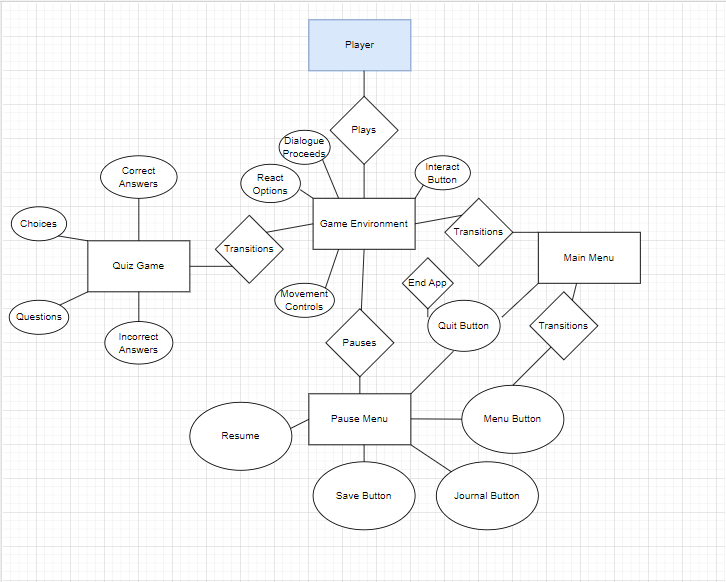 Player
Plays
Dialogue
Proceeds
Interact
Button
React
Options
Correct
Answers
Choices
Game Environment
Transitions
Transitions
Main Menu
Quiz Game
End App
Movement
Controls
Questions
Quit Button
Transitions
Incorrect
Answers
Pauses
Pause Menu
Menu Button
Resume
Save Button
Journal Button